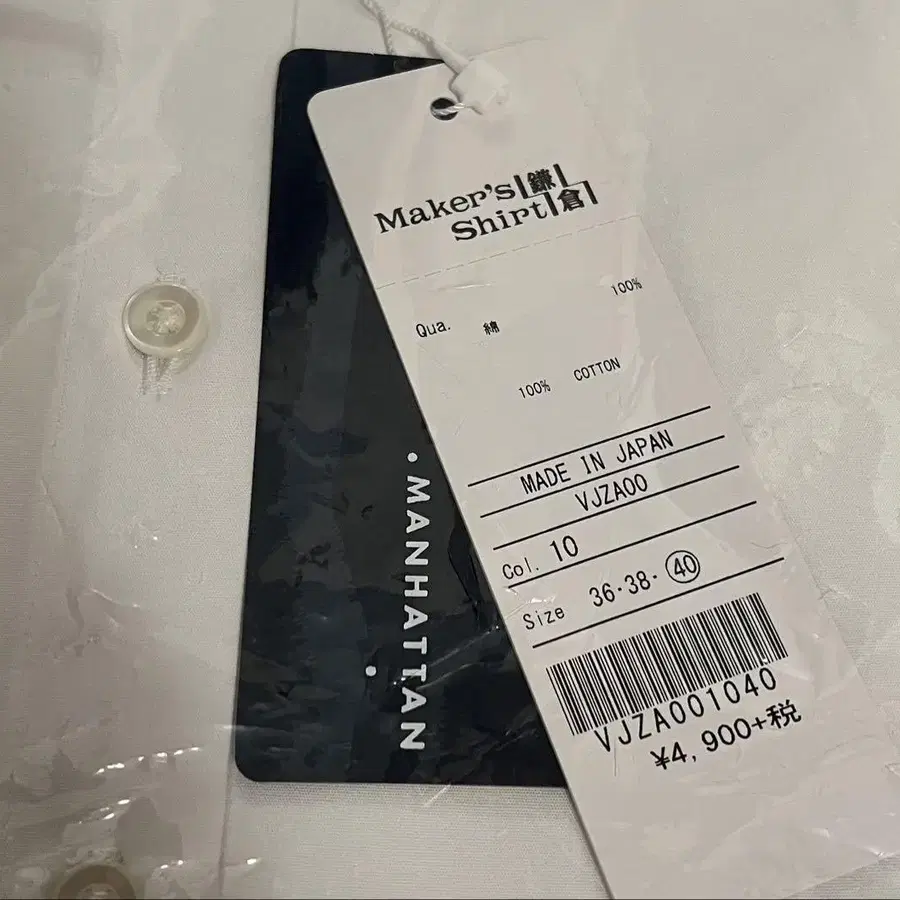 Maker's 鎌
Shirt 倉
Qua. 綿 100%
100% COTTON
MADE IN JAPAN
VJZA00
Col. 10
Size 36·38·40
VJZA001040
¥4,900+税
· MANHATTAN ·